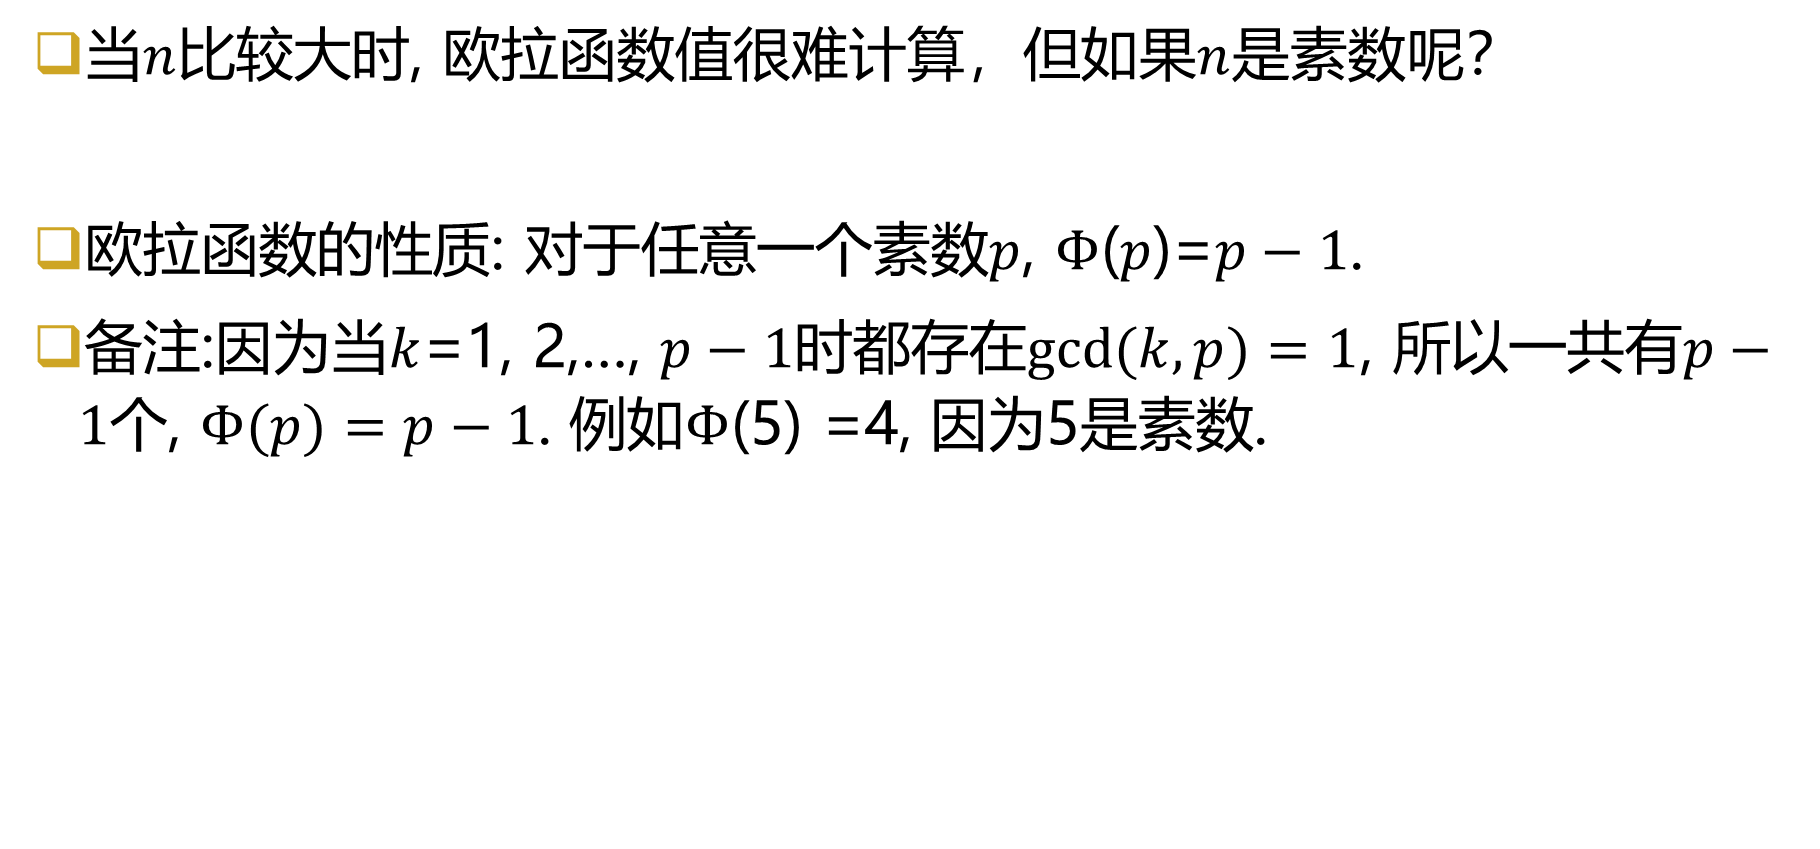 ❑当𝑛比较大时, 欧拉函数值很难计算，但如果𝑛是素数呢?
❑欧拉函数的性质: 对于任意一个素数𝑝, Φ(𝑝)=𝑝 − 1.
❑备注:因为当𝑘=1, 2,…, 𝑝 − 1时都存在gcd(𝑘, 𝑝) = 1, 所以一共有𝑝 −
1个, Φ(𝑝) = 𝑝 − 1. 例如Φ(5) =4, 因为5是素数.